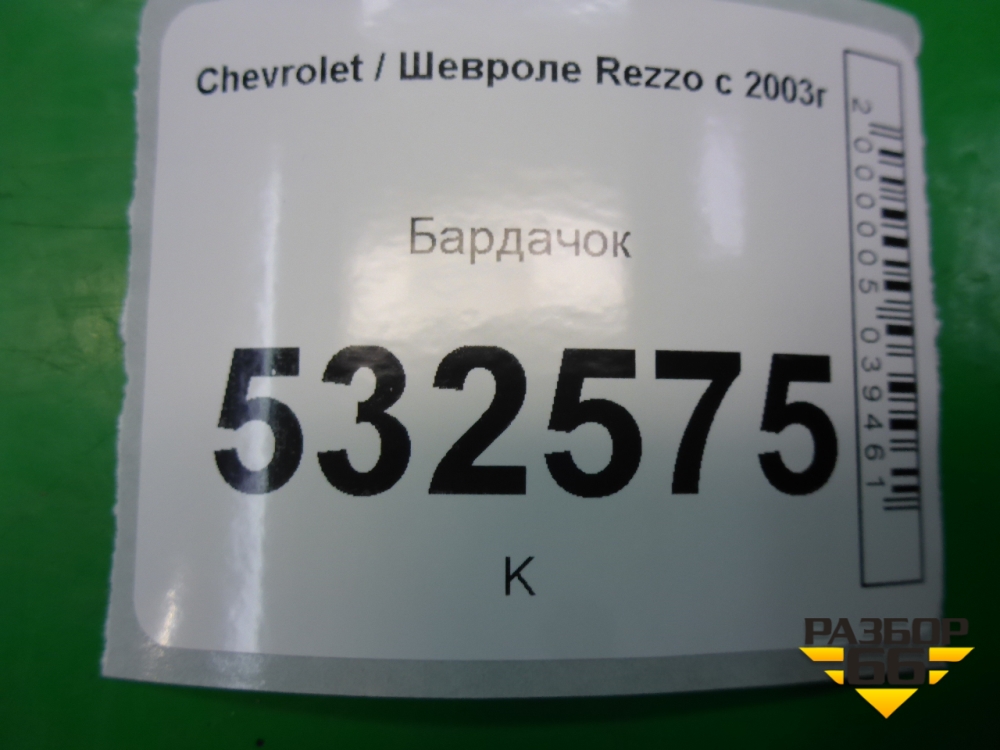 Chevrolet / Шевроле Rezzo с 2003г
Бардачок
532575
К
2000005039461
РАЗБОР
66